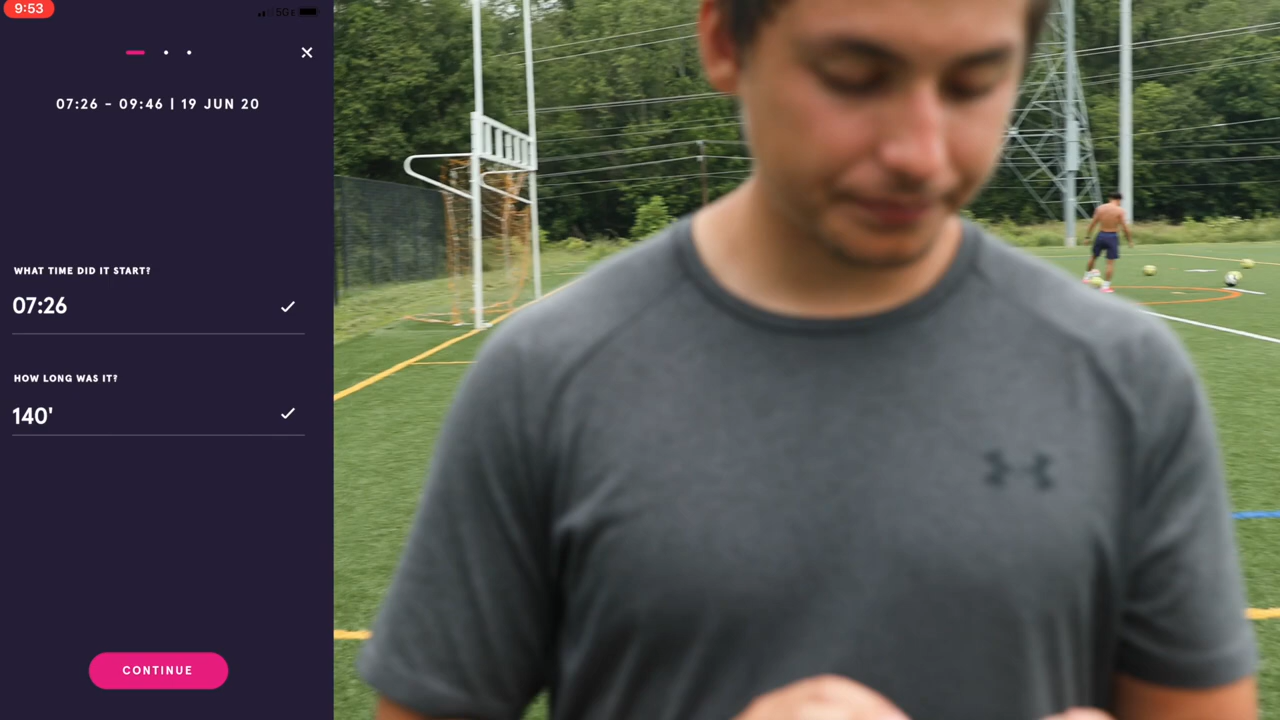 9:53
5GE
07:26 - 09:46 | 19 JUN 20
WHAT TIME DID IT START?
07:26
HOW LONG WAS IT?
140'
CONTINUE